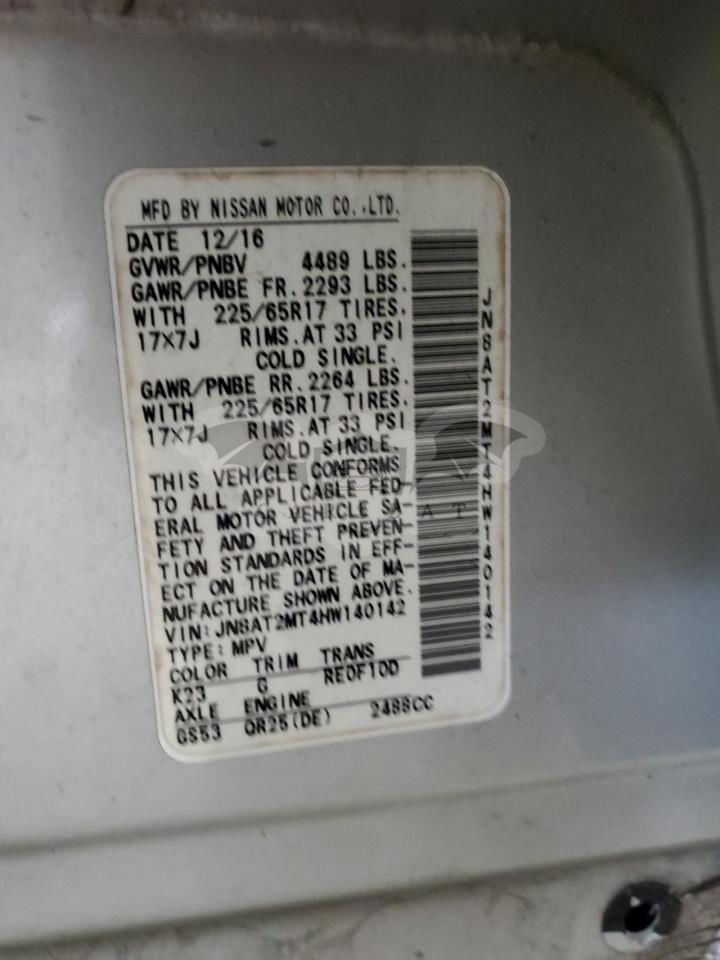 MFD BY NISSAN MOTOR CO.,LTD.
DATE 12/16
GVWR/PNBV 4489 LBS.
GAWR/PNBE FR. 2293 LBS.
WITH 225/65R17 TIRES.
17X7J RIMS. AT 33 PSI
COLD SINGLE.
GAWR/PNBE RR. 2264 LBS.
WITH 225/65R17 TIRES.
17X7J RIMS. AT 33 PSI
COLD SINGLE.
THIS VEHICLE CONFORMS
TO ALL APPLICABLE FED-
ERAL MOTOR VEHICLE SA-
FETY AND THEFT PREVEN-
TION STANDARDS IN EFF-
ECT ON THE DATE OF MA-
NUFACTURE SHOWN ABOVE.
VIN: JN8AT2MT4HW140142
TYPE: MPV
COLOR TRIM TRANS
K23 G RE0F10D
AXLE ENGINE
GS53 QR25(DE) 2488CC
JN8AT2MT4HW140142